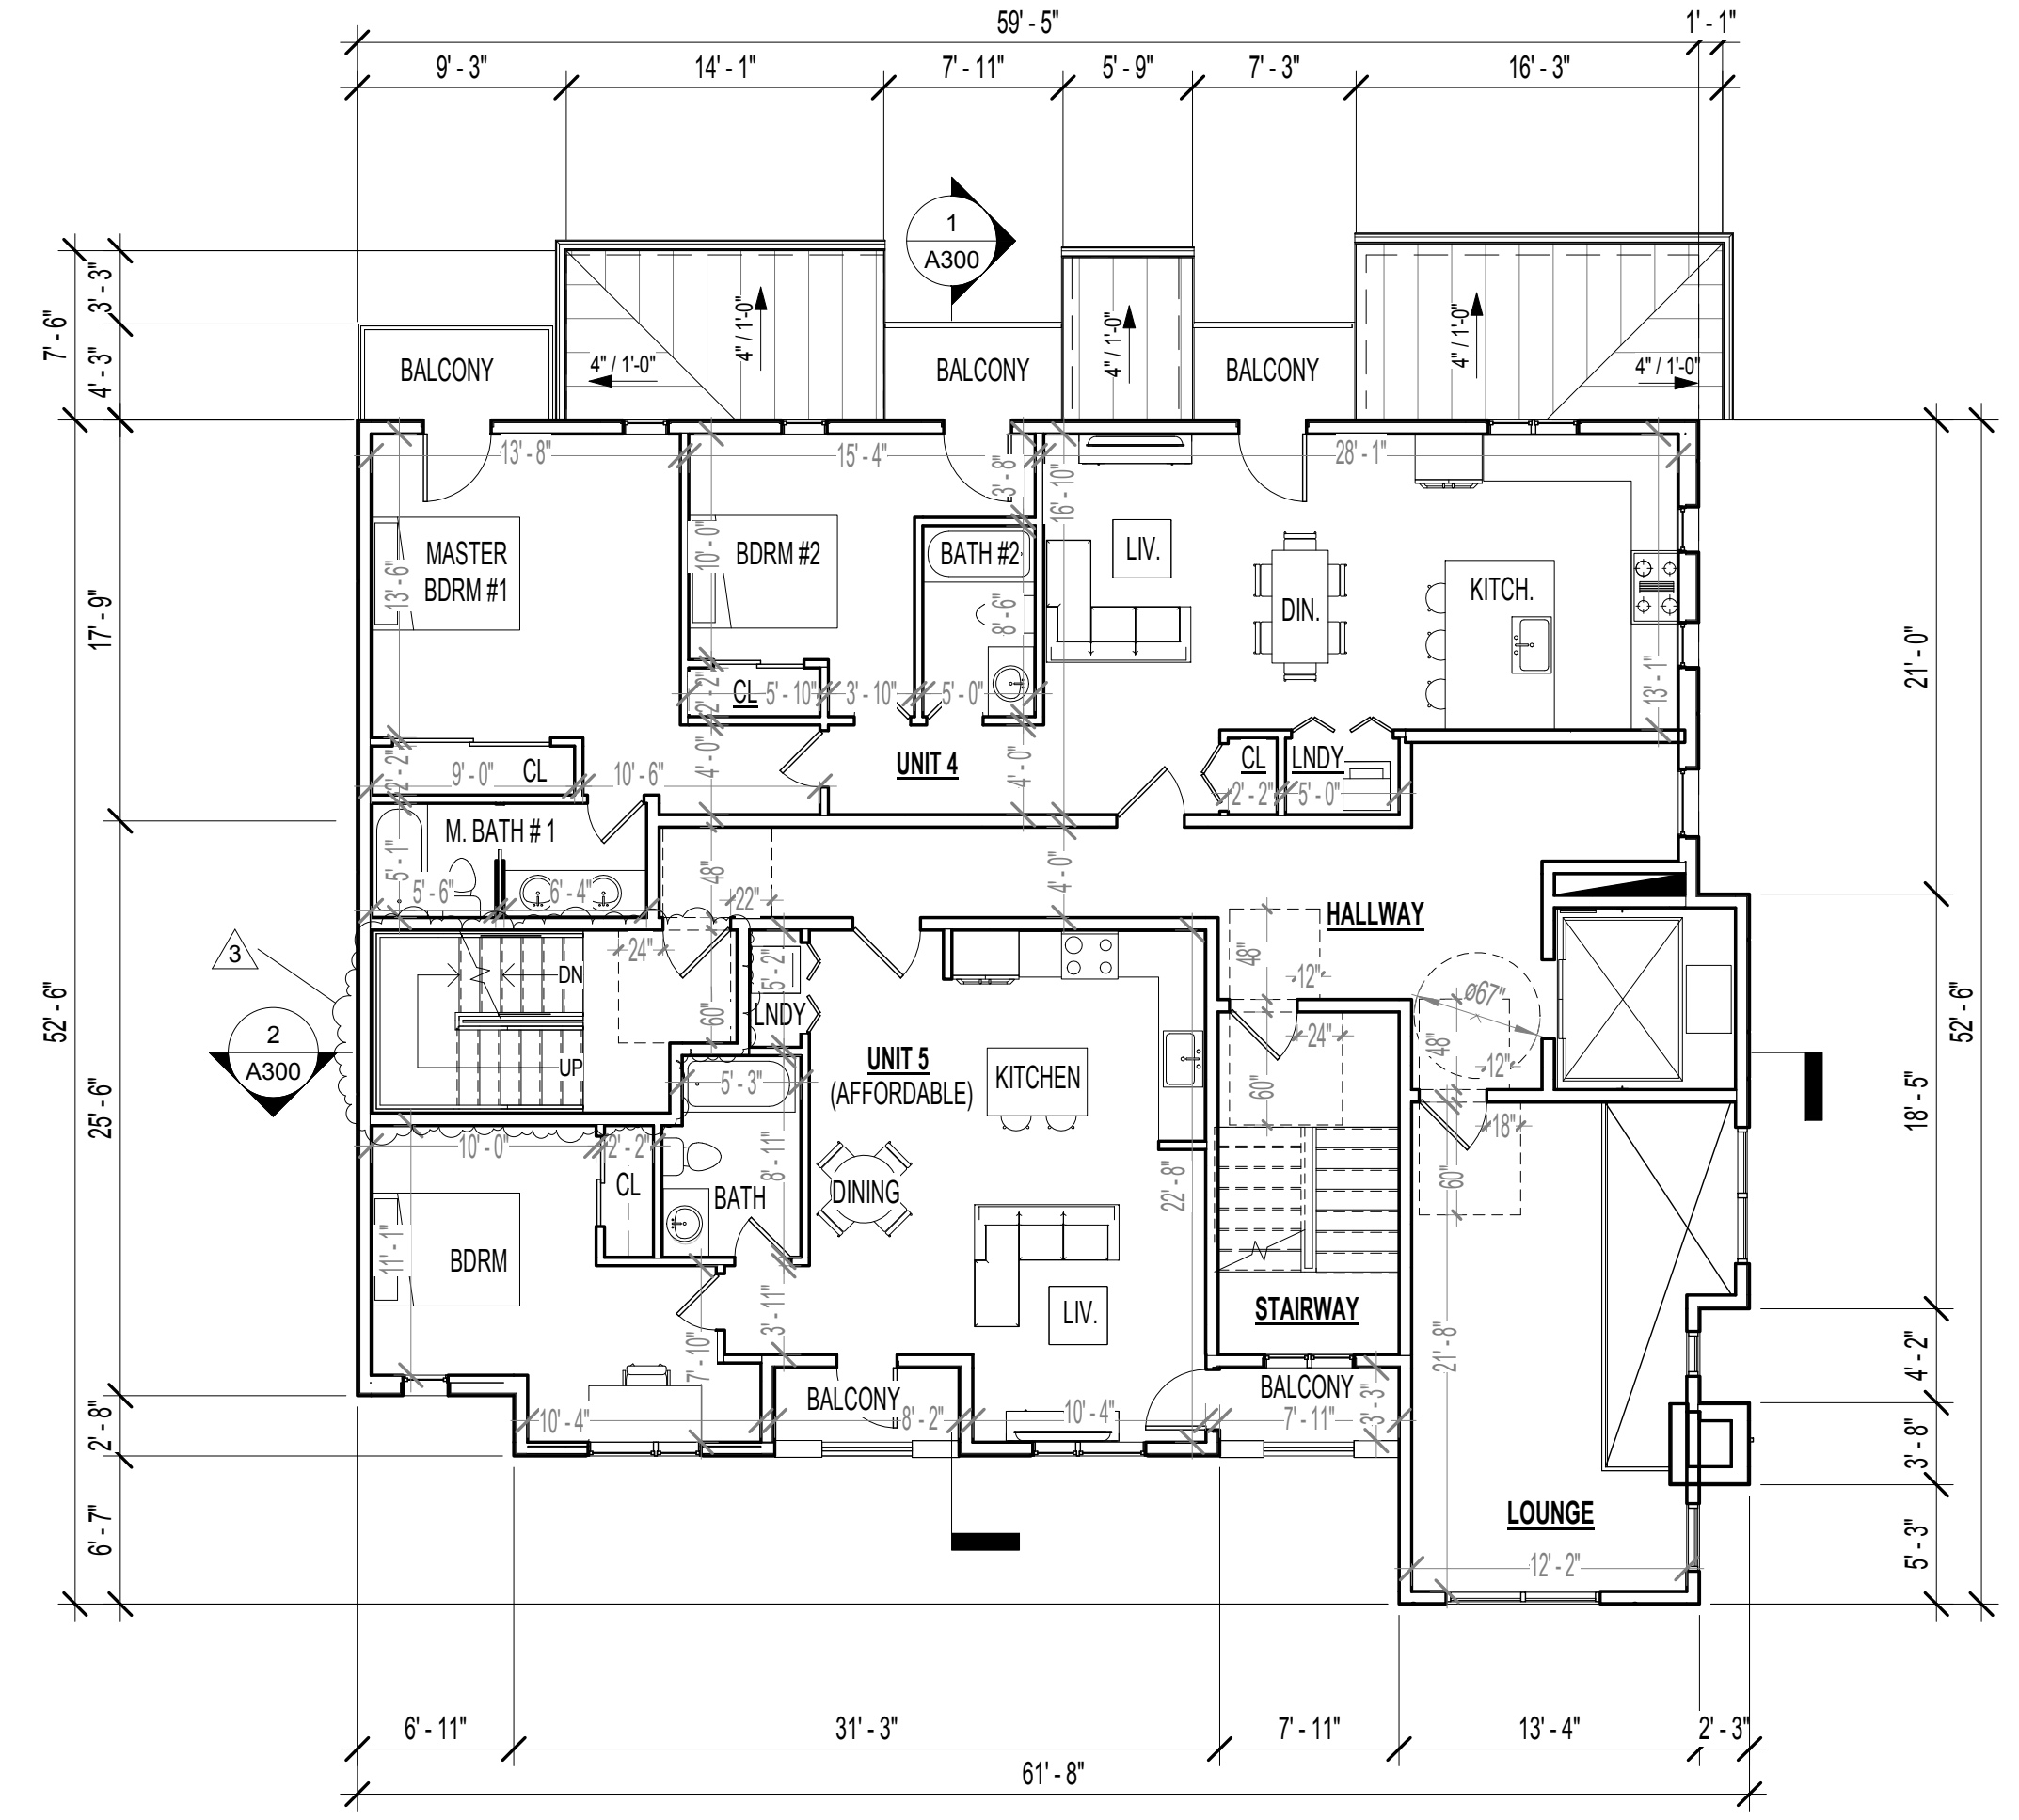 59' - 5"
1' - 1"
9' - 3"
14' - 1"
7' - 11"
5' - 9"
7' - 3"
16' - 3"
1
A300
7' - 6"
3' - 3"
4' - 3"
BALCONY
4" / 1'-0"
4" / 1'-0"
BALCONY
4" / 1'-0"
BALCONY
4" / 1'-0"
4" / 1'-0"
13' - 8"
15' - 4"
3' - 8"
16' - 10"
28' - 1"
MASTER
BDRM #1
13' - 6"
10' - 0"
BDRM #2
BATH #2
8' - 6"
LIV.
DIN.
KITCH.
13' - 1"
17' - 9"
21' - 0"
CL
5' - 10"
3' - 10"
5' - 0"
2' - 2"
2' - 2"
9' - 0"
CL
10' - 6"
4' - 0"
UNIT 4
4' - 0"
CL
LNDY
2' - 2"
5' - 0"
M. BATH # 1
5' - 1"
5' - 6"
6' - 4"
48"
22"
4' - 0"
HALLWAY
3
24"
DN
UP
60"
5' - 2"
LNDY
48"
12"
ø67"
48"
12"
24"
60"
52' - 6"
52' - 6"
2
A300
25' - 6"
18' - 5"
UNIT 5
(AFFORDABLE)
KITCHEN
5' - 3"
10' - 0"
2' - 2"
CL
8' - 11"
BATH
DINING
22' - 8"
18"
60"
11' - 1"
BDRM
LIV.
STAIRWAY
3' - 11"
7' - 10"
21' - 8"
4' - 2"
BALCONY
BALCONY
3' - 3"
10' - 4"
8' - 2"
10' - 4"
7' - 11"
2' - 8"
3' - 8"
LOUNGE
6' - 7"
5' - 3"
12' - 2"
6' - 11"
31' - 3"
7' - 11"
13' - 4"
2' - 3"
61' - 8"